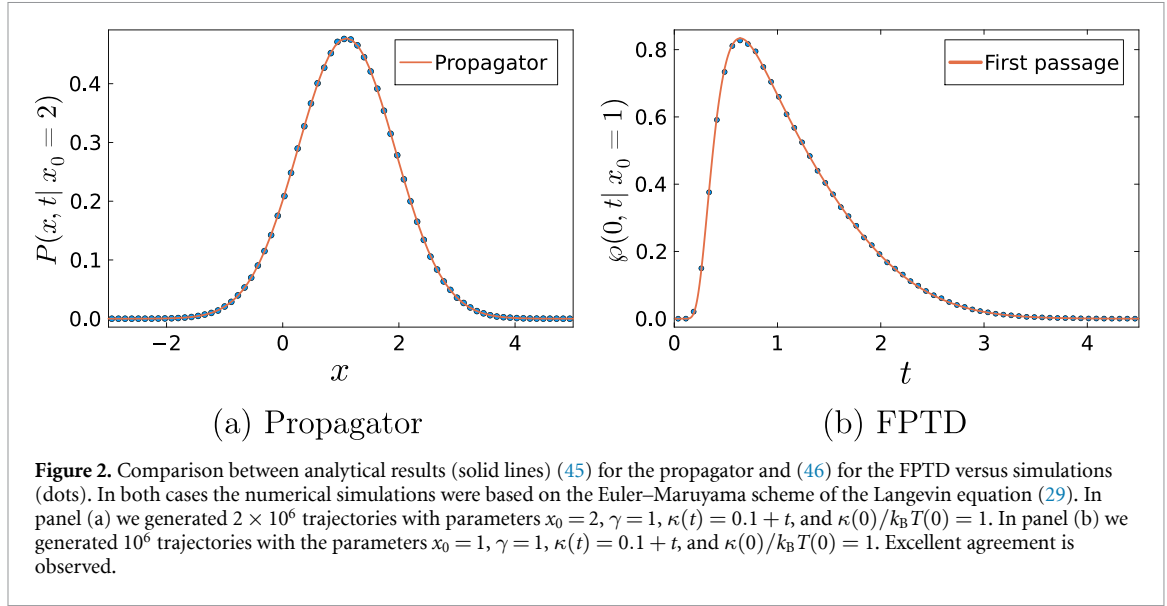 P(x, t| x₀ = 2)
0.4
0.3
0.2
0.1
0.0
Propagator
−2 0 2 4
x
(a) Propagator
℘(0, t| x₀ = 1)
0.8
0.6
0.4
0.2
0.0
First passage
0 1 2 3 4
t
(b) FPTD
Figure 2. Comparison between analytical results (solid lines) (45) for the propagator and (46) for the FPTD versus simulations
(dots). In both cases the numerical simulations were based on the Euler–Maruyama scheme of the Langevin equation (29). In
panel (a) we generated 2 × 10⁶ trajectories with parameters x₀ = 2, γ = 1, κ(t) = 0.1 + t, and κ(0)/k_BT(0) = 1. In panel (b) we
generated 10⁶ trajectories with the parameters x₀ = 1, γ = 1, κ(t) = 0.1 + t, and κ(0)/k_BT(0) = 1. Excellent agreement is
observed.